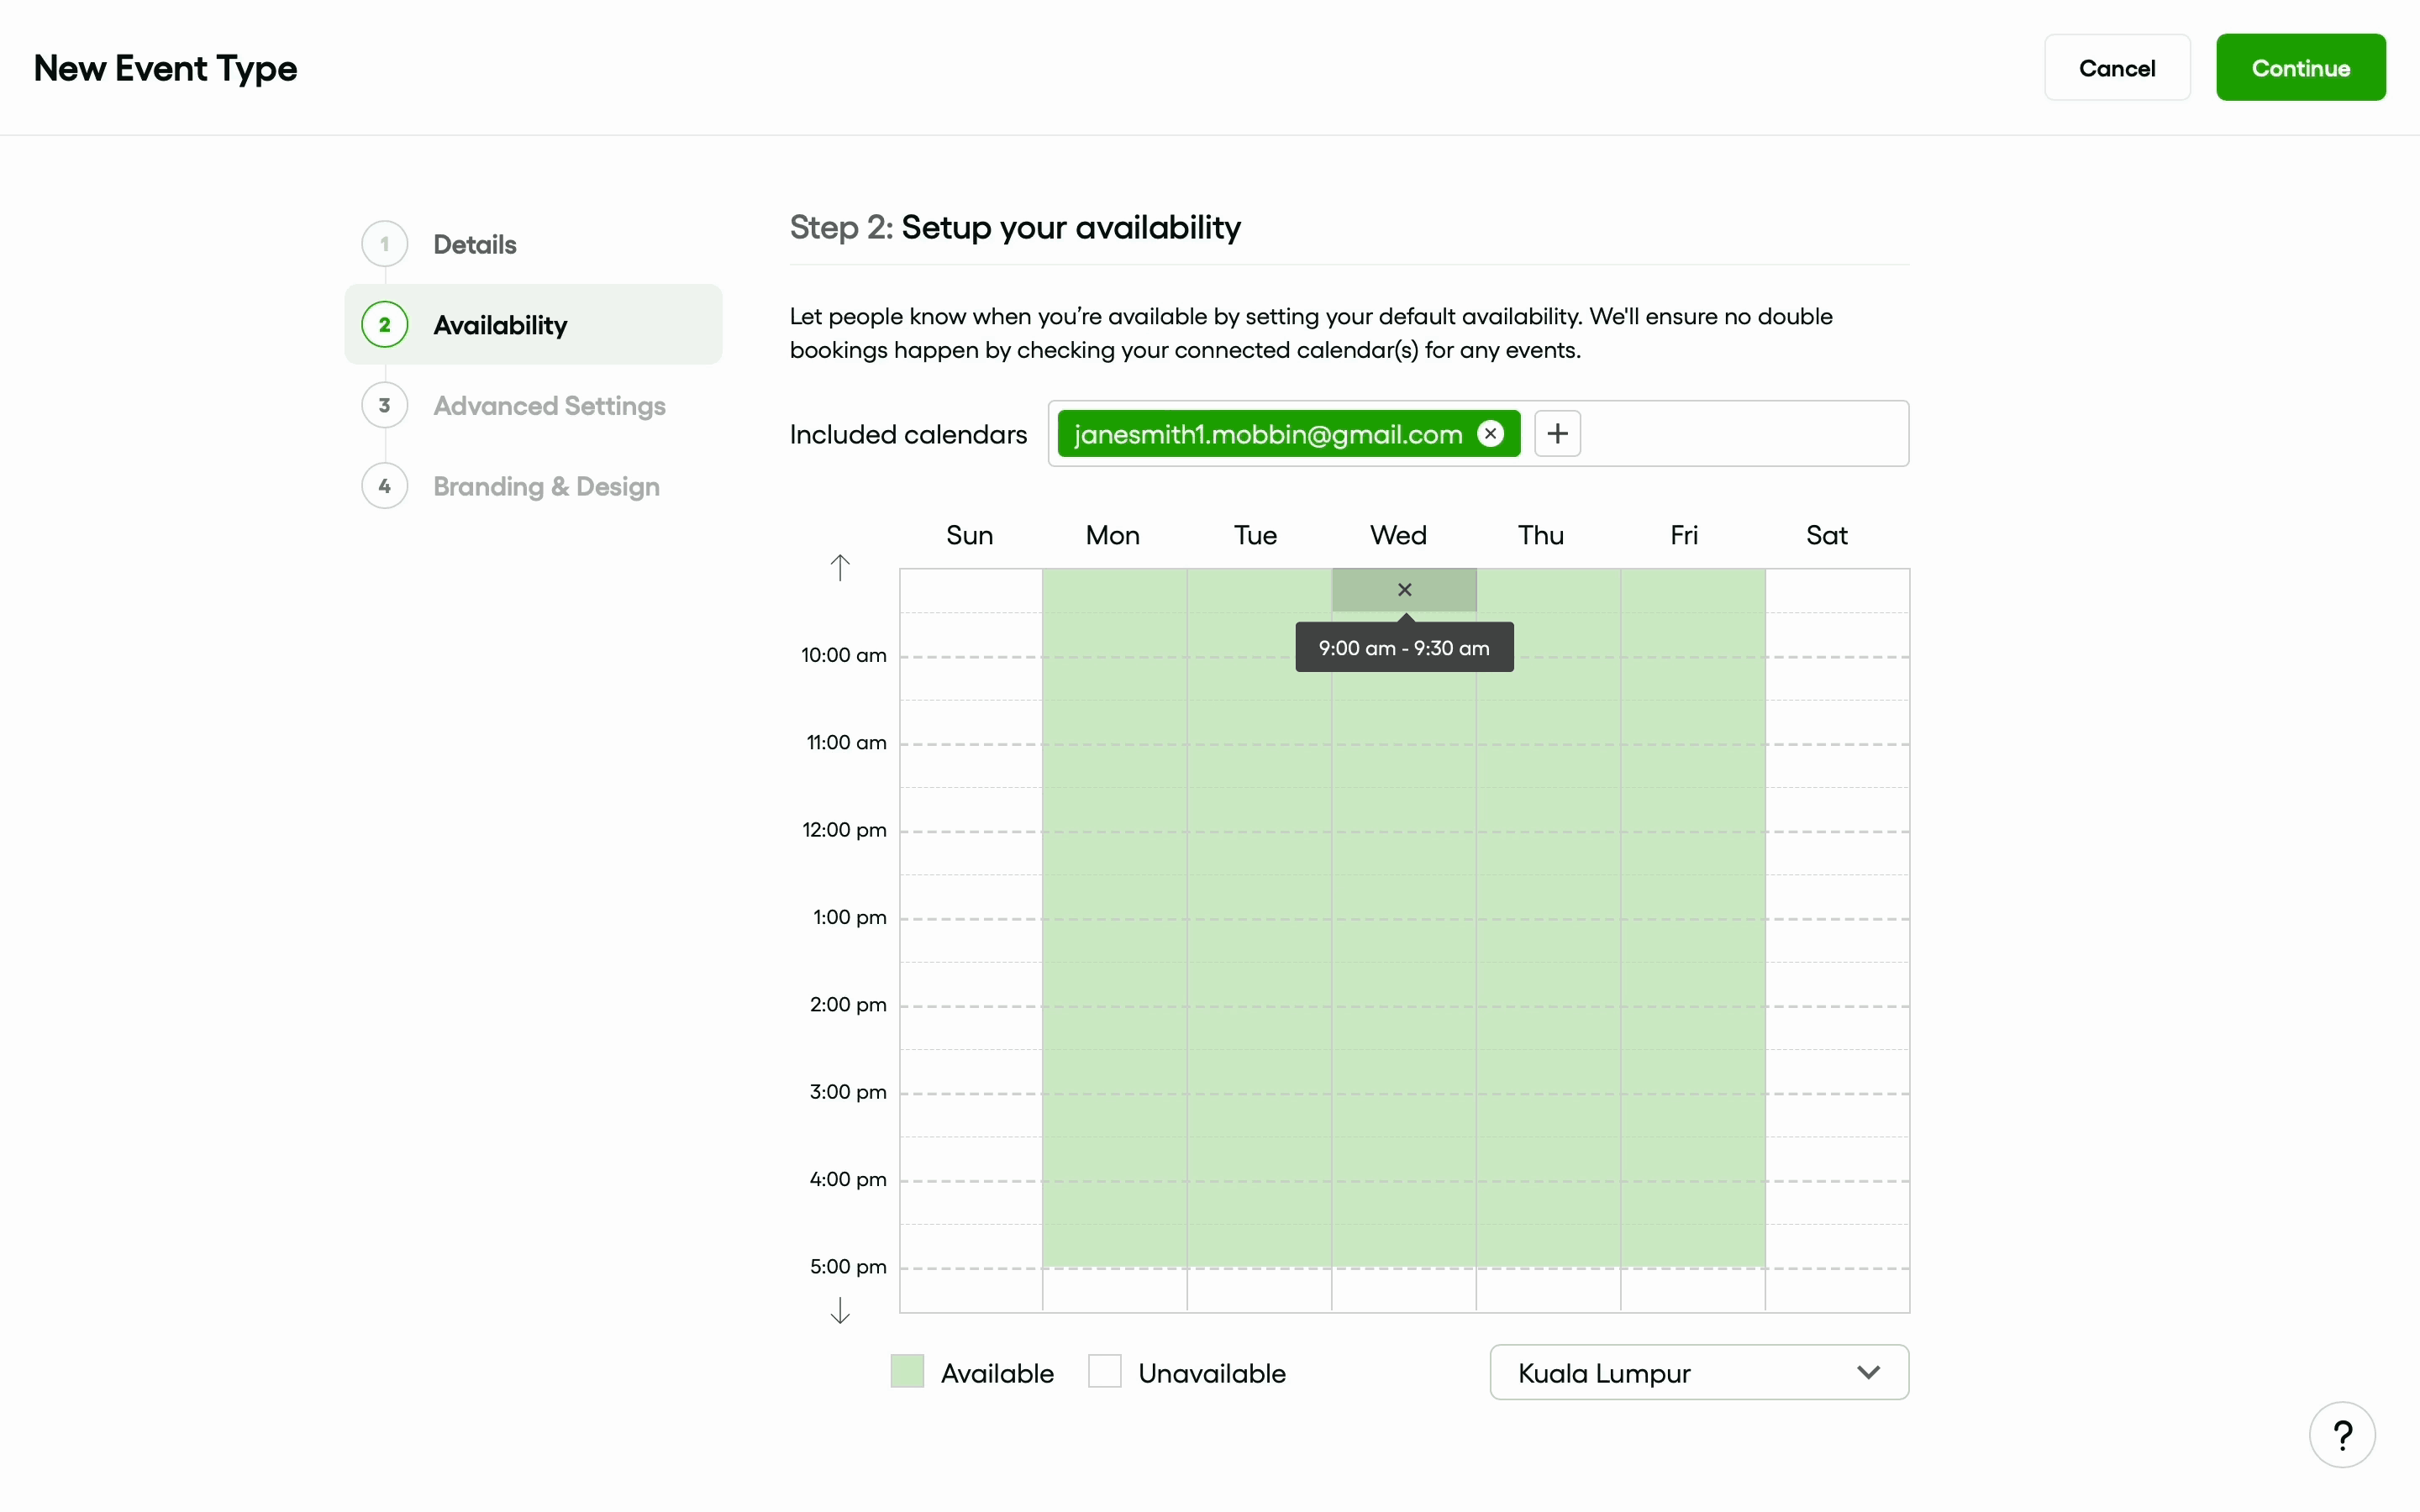 New Event Type
Cancel
Continue
1
Details
2
Availability
3
Advanced Settings
4
Branding & Design
Step 2: Setup your availability
Let people know when you’re available by setting your default availability. We'll ensure no double
bookings happen by checking your connected calendar(s) for any events.
Included calendars
janesmith1.mobbin@gmail.com
Sun Mon Tue Wed Thu Fri Sat
9:00 am - 9:30 am
10:00 am
11:00 am
12:00 pm
1:00 pm
2:00 pm
3:00 pm
4:00 pm
5:00 pm
Available
Unavailable
Kuala Lumpur
?